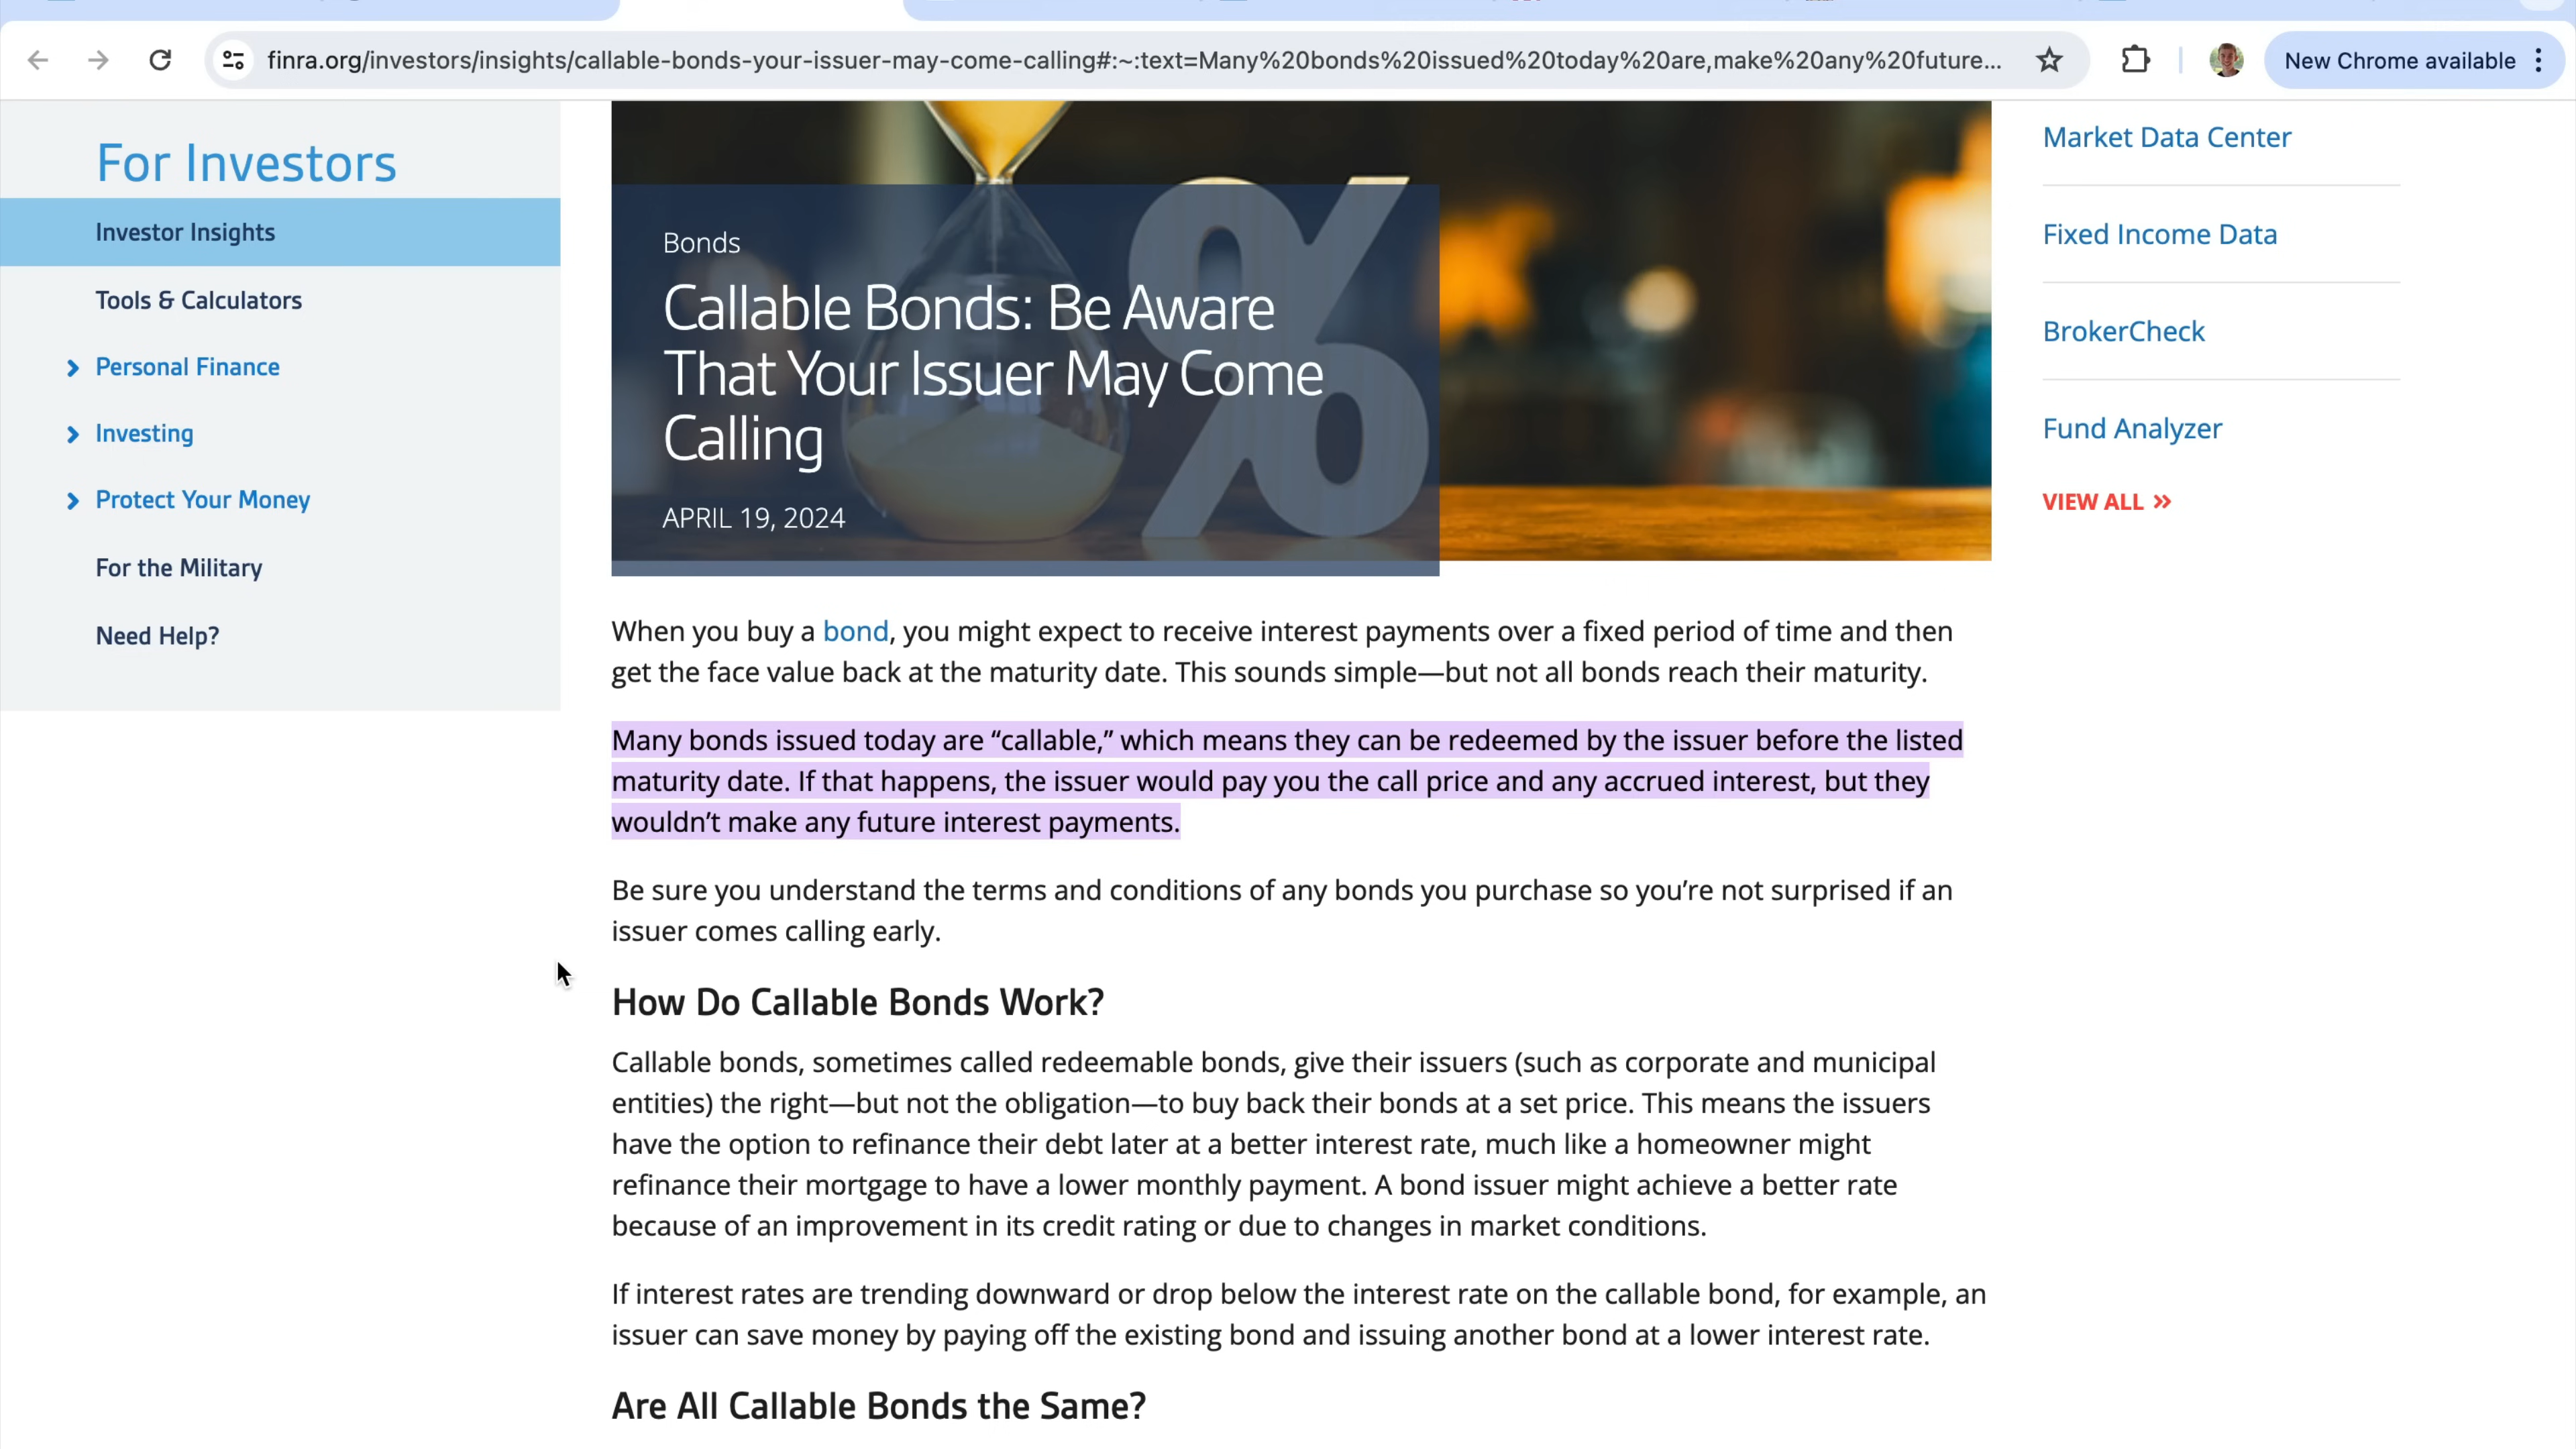 finra.org/investors/insights/callable-bonds-your-issuer-may-come-calling#:~:text=Many%20bonds%20issued%20today%20are,make%20any%20future...
New Chrome available
For Investors
Investor Insights
Tools & Calculators
Personal Finance
Investing
Protect Your Money
For the Military
Need Help?
Bonds
Callable Bonds: Be Aware
That Your Issuer May Come
Calling
APRIL 19, 2024
Market Data Center
Fixed Income Data
BrokerCheck
Fund Analyzer
VIEW ALL »
When you buy a bond, you might expect to receive interest payments over a fixed period of time and then
get the face value back at the maturity date. This sounds simple—but not all bonds reach their maturity.
Many bonds issued today are “callable,” which means they can be redeemed by the issuer before the listed
maturity date. If that happens, the issuer would pay you the call price and any accrued interest, but they
wouldn’t make any future interest payments.
Be sure you understand the terms and conditions of any bonds you purchase so you’re not surprised if an
issuer comes calling early.
How Do Callable Bonds Work?
Callable bonds, sometimes called redeemable bonds, give their issuers (such as corporate and municipal
entities) the right—but not the obligation—to buy back their bonds at a set price. This means the issuers
have the option to refinance their debt later at a better interest rate, much like a homeowner might
refinance their mortgage to have a lower monthly payment. A bond issuer might achieve a better rate
because of an improvement in its credit rating or due to changes in market conditions.
If interest rates are trending downward or drop below the interest rate on the callable bond, for example, an
issuer can save money by paying off the existing bond and issuing another bond at a lower interest rate.
Are All Callable Bonds the Same?